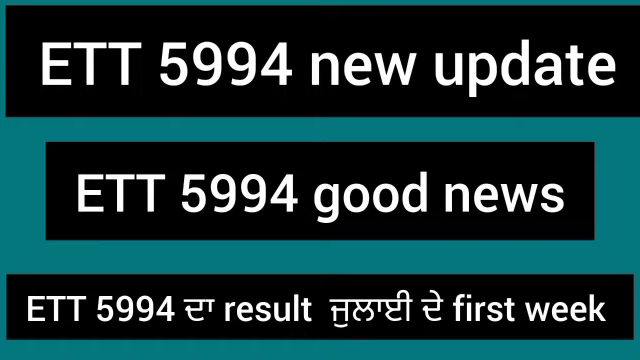 ETT 5994 new update
ETT 5994 good news
ETT 5994 ਦਾ result ਜੁਲਾਈ ਦੇ first week